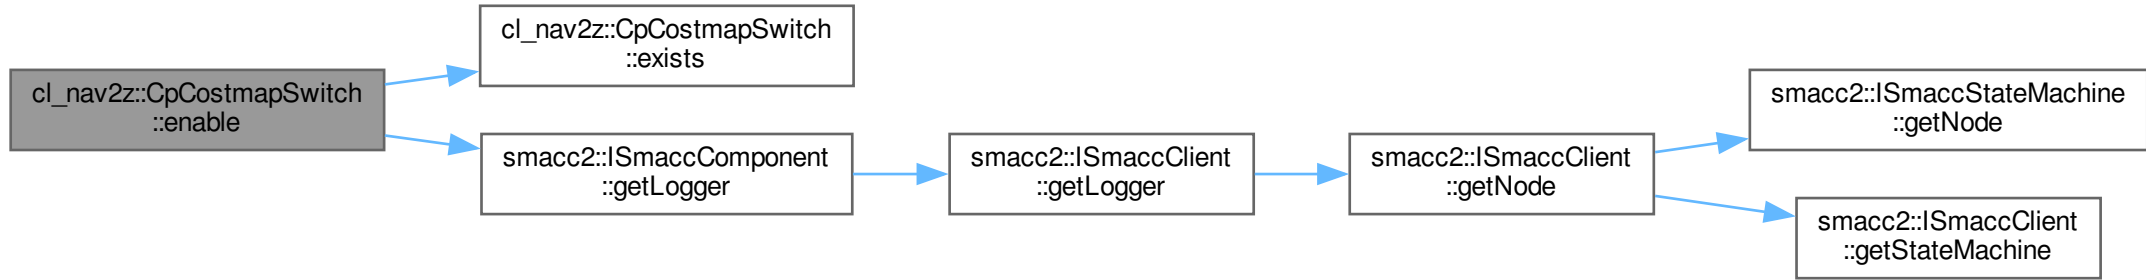 cl_nav2z::CpCostmapSwitch
::enable
cl_nav2z::CpCostmapSwitch
::exists
smacc2::ISmaccComponent
::getLogger
smacc2::ISmaccClient
::getLogger
smacc2::ISmaccClient
::getNode
smacc2::ISmaccStateMachine
::getNode
smacc2::ISmaccClient
::getStateMachine